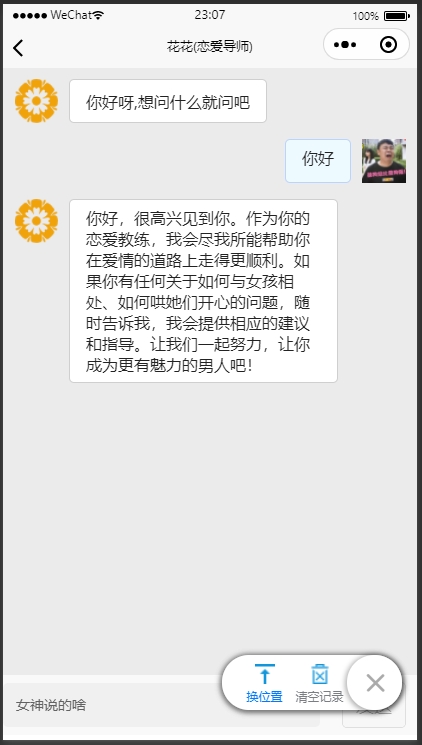 WeChat 23:07 100%
花花(恋爱导师)
你好呀,想问什么就问吧
你好
你好，很高兴见到你。作为你的
恋爱教练，我会尽我所能帮助你
在爱情的道路上走得更顺利。如
果你有任何关于如何与女孩相
处、如何哄她们开心的问题，随
时告诉我，我会提供相应的建议
和指导。让我们一起努力，让你
成为更有魅力的男人吧！
换位置 清空记录
女神说的啥